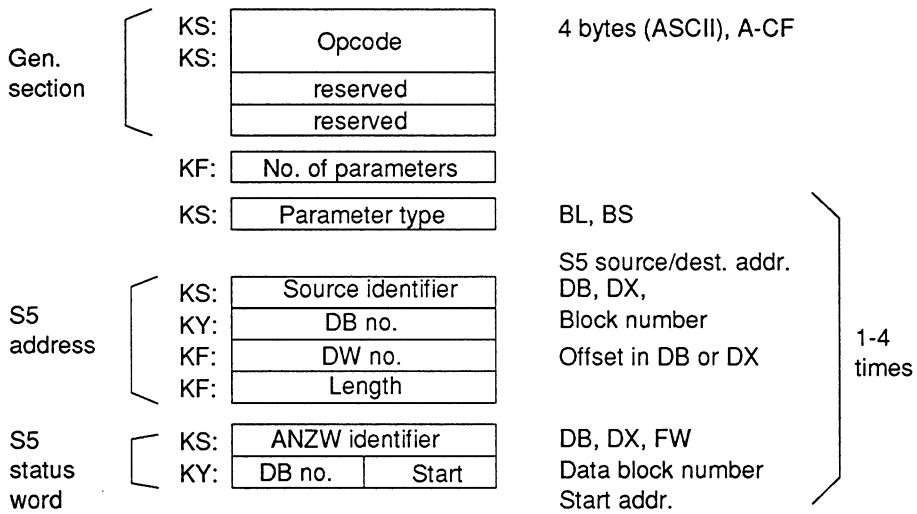 KS: Opcode 4 bytes (ASCII), A-CF
Gen. section
KS:
reserved
reserved
KF: No. of parameters
KS: Parameter type BL, BS
S5 source/dest. addr.
S5 address
KS: Source identifier DB, DX,
KY: DB no. Block number
KF: DW no. Offset in DB or DX
KF: Length
1-4 times
S5 status word
KS: ANZW identifier DB, DX, FW
KY: DB no. Start Data block number
Start addr.